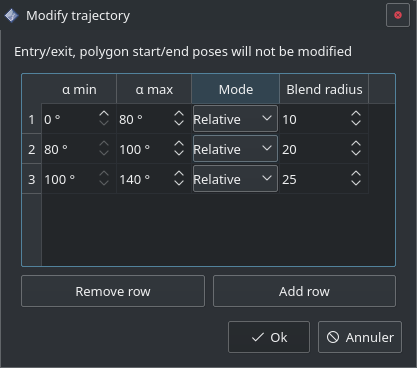 Modify trajectory
Entry/exit, polygon start/end poses will not be modified
α min α max Mode Blend radius
1 0 ° 80 ° Relative 10
2 80 ° 100 ° Relative 20
3 100 ° 140 ° Relative 25
Remove row Add row
Ok Annuler